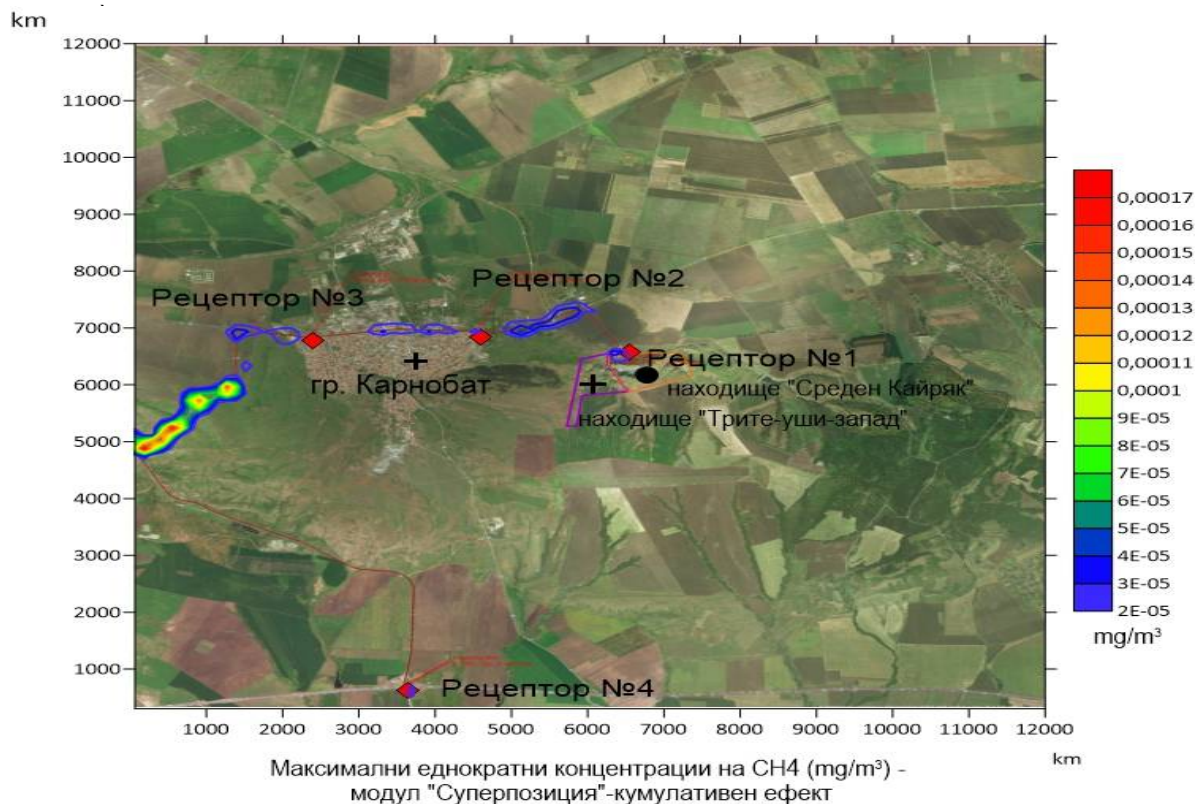 km
12000
11000
10000
9000
8000
7000
6000
5000
4000
3000
2000
1000
Рецептор №3
Рецептор №2
Рецептор №1
гр. Карнобат
находище "Среден Кайряк"
находище "Трите-уши-запад"
Рецептор №4
0,00017
0,00016
0,00015
0,00014
0,00013
0,00012
0,00011
0,0001
9E-05
8E-05
7E-05
6E-05
5E-05
4E-05
3E-05
2E-05
mg/m³
1000 2000 3000 4000 5000 6000 7000 8000 9000 10000 11000 12000
km
Максимални еднократни концентрации на CH4 (mg/m³) -
модул "Суперпозиция"-кумулативен ефект